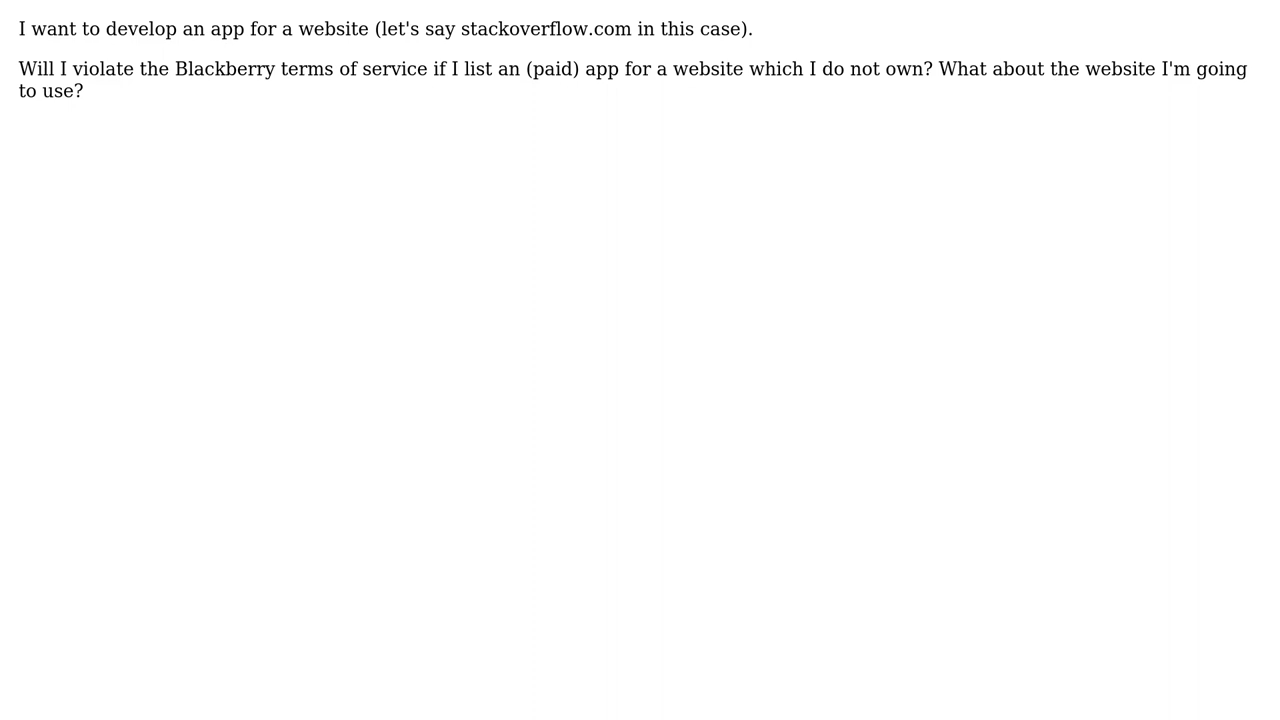 I want to develop an app for a website (let's say stackoverflow.com in this case).
Will I violate the Blackberry terms of service if I list an (paid) app for a website which I do not own? What about the website I'm going
to use?